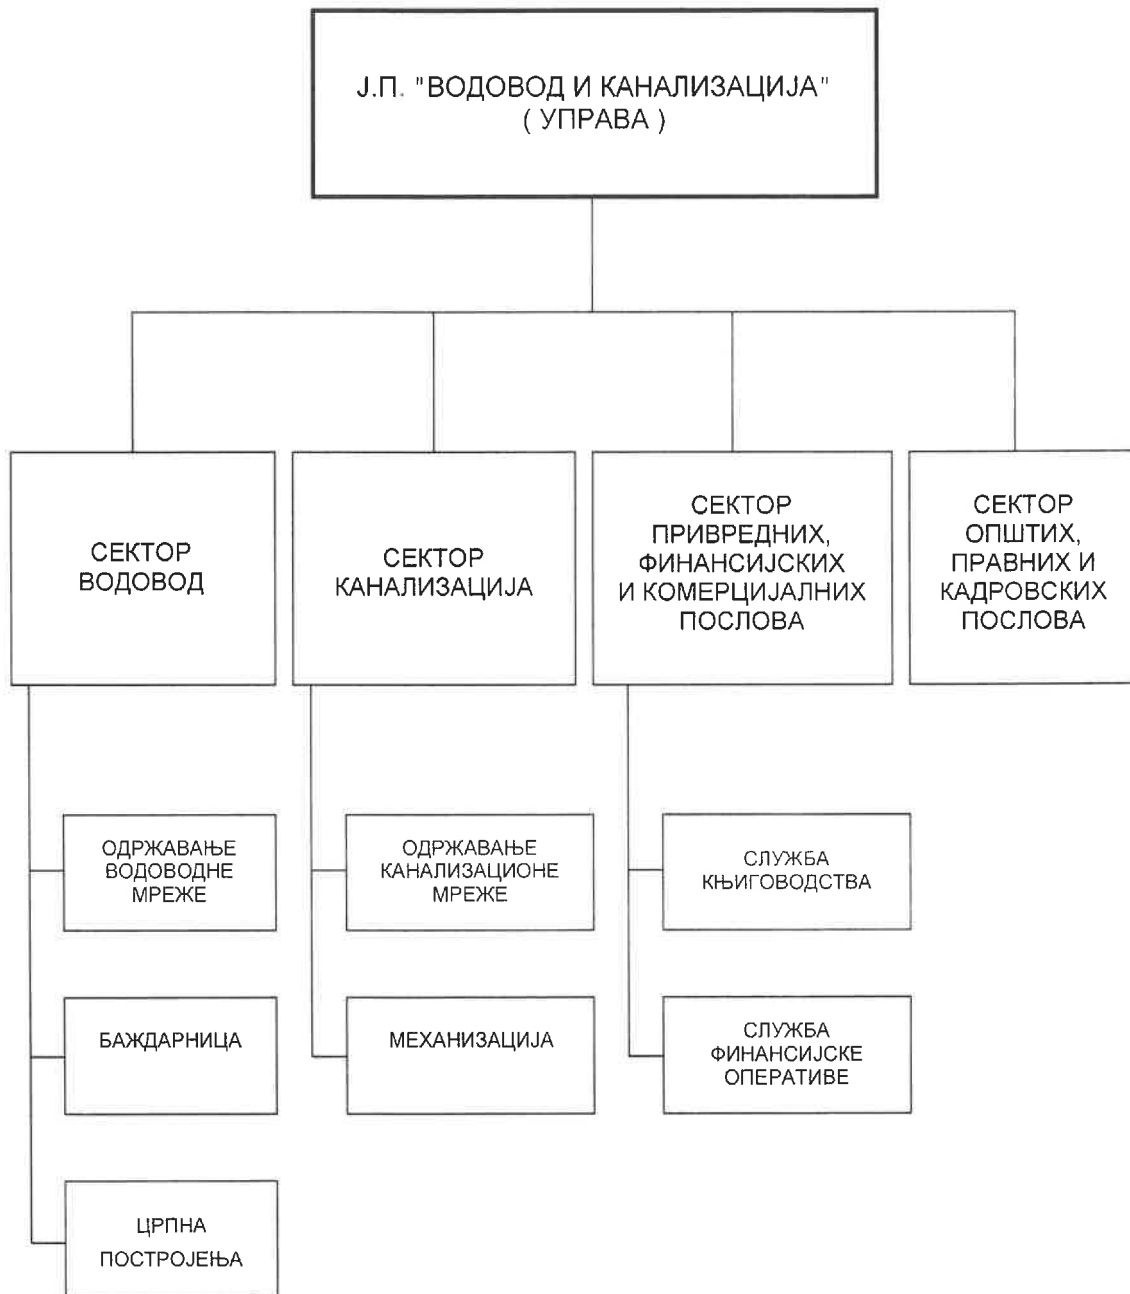 Ј.П. "ВОДОВОД И КАНАЛИЗАЦИЈА"
( УПРАВА )
СЕКТОР
ВОДОВОД
СЕКТОР
КАНАЛИЗАЦИЈА
СЕКТОР
ПРИВРЕДНИХ,
ФИНАНСИЈСКИХ
И КОМЕРЦИЈАЛНИХ
ПОСЛОВА
СЕКТОР
ОПШТИХ,
ПРАВНИХ И
КАДРОВСКИХ
ПОСЛОВА
ОДРЖАВАЊЕ
ВОДОВОДНЕ
МРЕЖЕ
ОДРЖАВАЊЕ
КАНАЛИЗАЦИОНЕ
МРЕЖЕ
СЛУЖБА
КЊИГОВОДСТВА
БАЖДАРНИЦА
МЕХАНИЗАЦИЈА
СЛУЖБА
ФИНАНСИЈСКЕ
ОПЕРАТИВЕ
ЦРПНА
ПОСТРОЈЕЊА